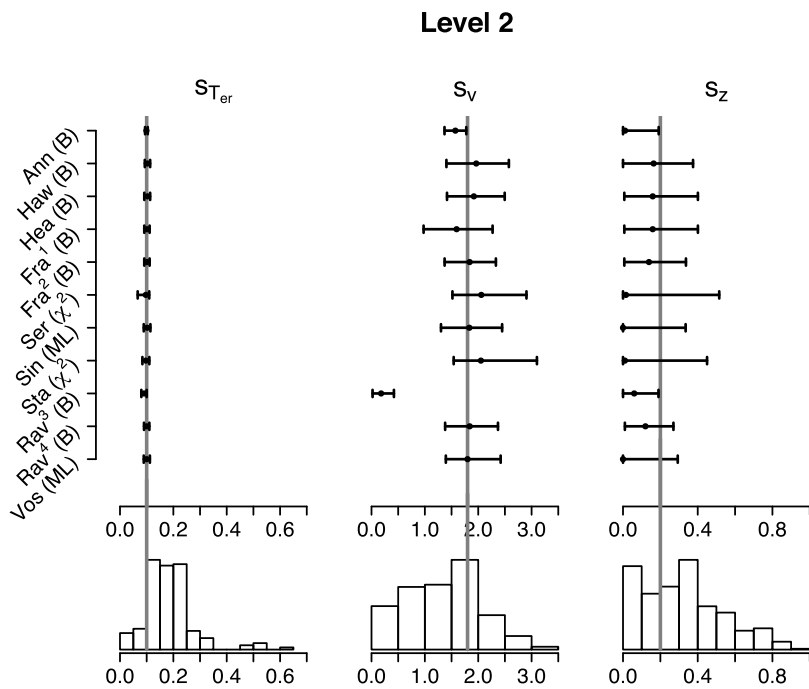 Level 2
s_Ter s_v s_z
Ann (B)
Haw (B)
Hea (B)
Fra¹ (B)
Fra² (B)
Ser (χ²)
Sin (ML)
Sta (χ²)
Rav³ (B)
Rav⁴ (B)
Vos (ML)
0.0 0.2 0.4 0.6 0.0 1.0 2.0 3.0 0.0 0.4 0.8
0.0 0.2 0.4 0.6 0.0 1.0 2.0 3.0 0.0 0.4 0.8